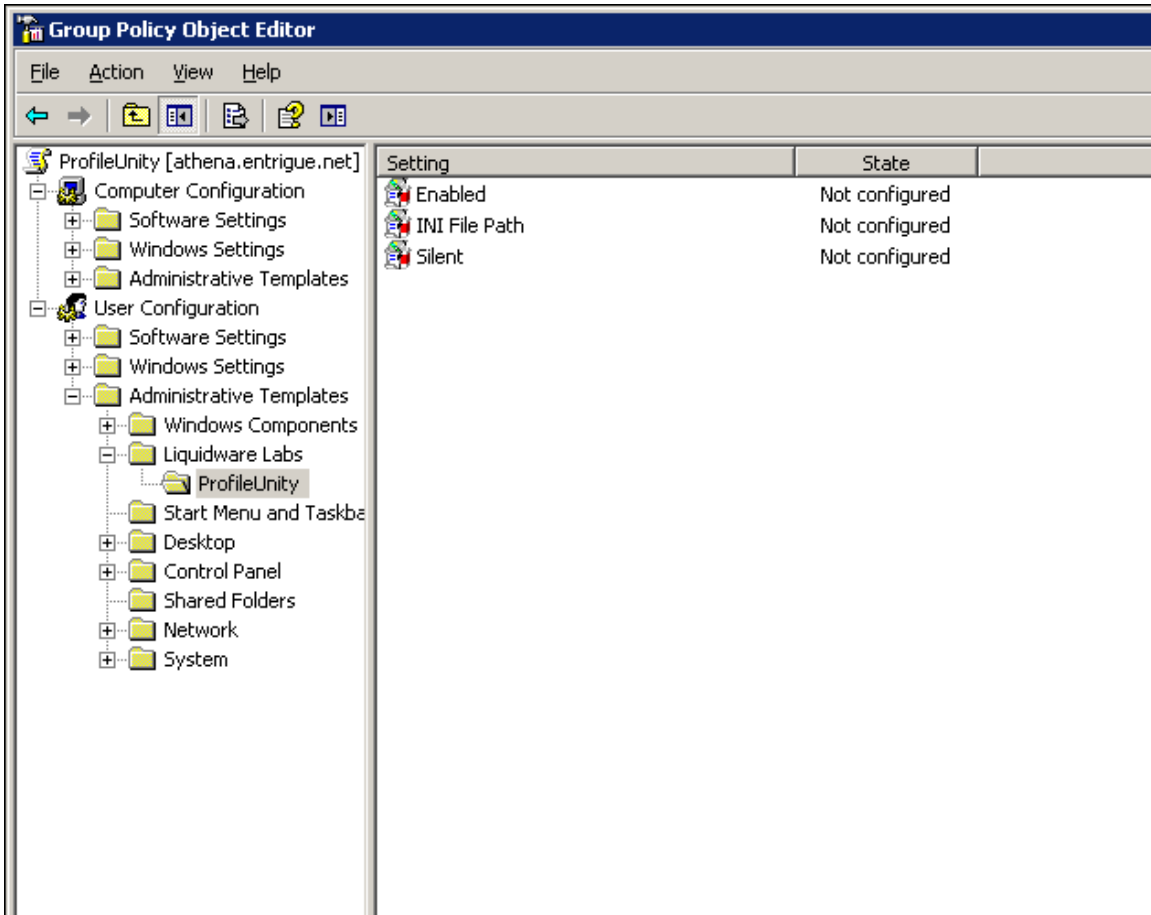 Group Policy Object Editor
File Action View Help
ProfileUnity [athena.entrigue.net]
Computer Configuration
Software Settings
Windows Settings
Administrative Templates
User Configuration
Software Settings
Windows Settings
Administrative Templates
Windows Components
Liquidware Labs
ProfileUnity
Start Menu and Taskba
Desktop
Control Panel
Shared Folders
Network
System
Setting State
Enabled Not configured
INI File Path Not configured
Silent Not configured